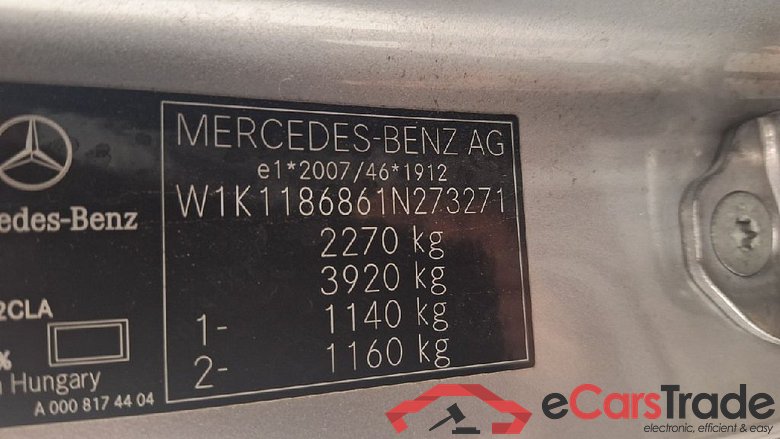 MERCEDES-BENZ AG
e1*2007/46*1912
W1K1186861N273271
2270 kg
3920 kg
1- 1140 kg
2- 1160 kg
edes-Benz
2CLA
%
Hungary
A 000 817 44 04
eCarsTrade
electronic, efficient & easy